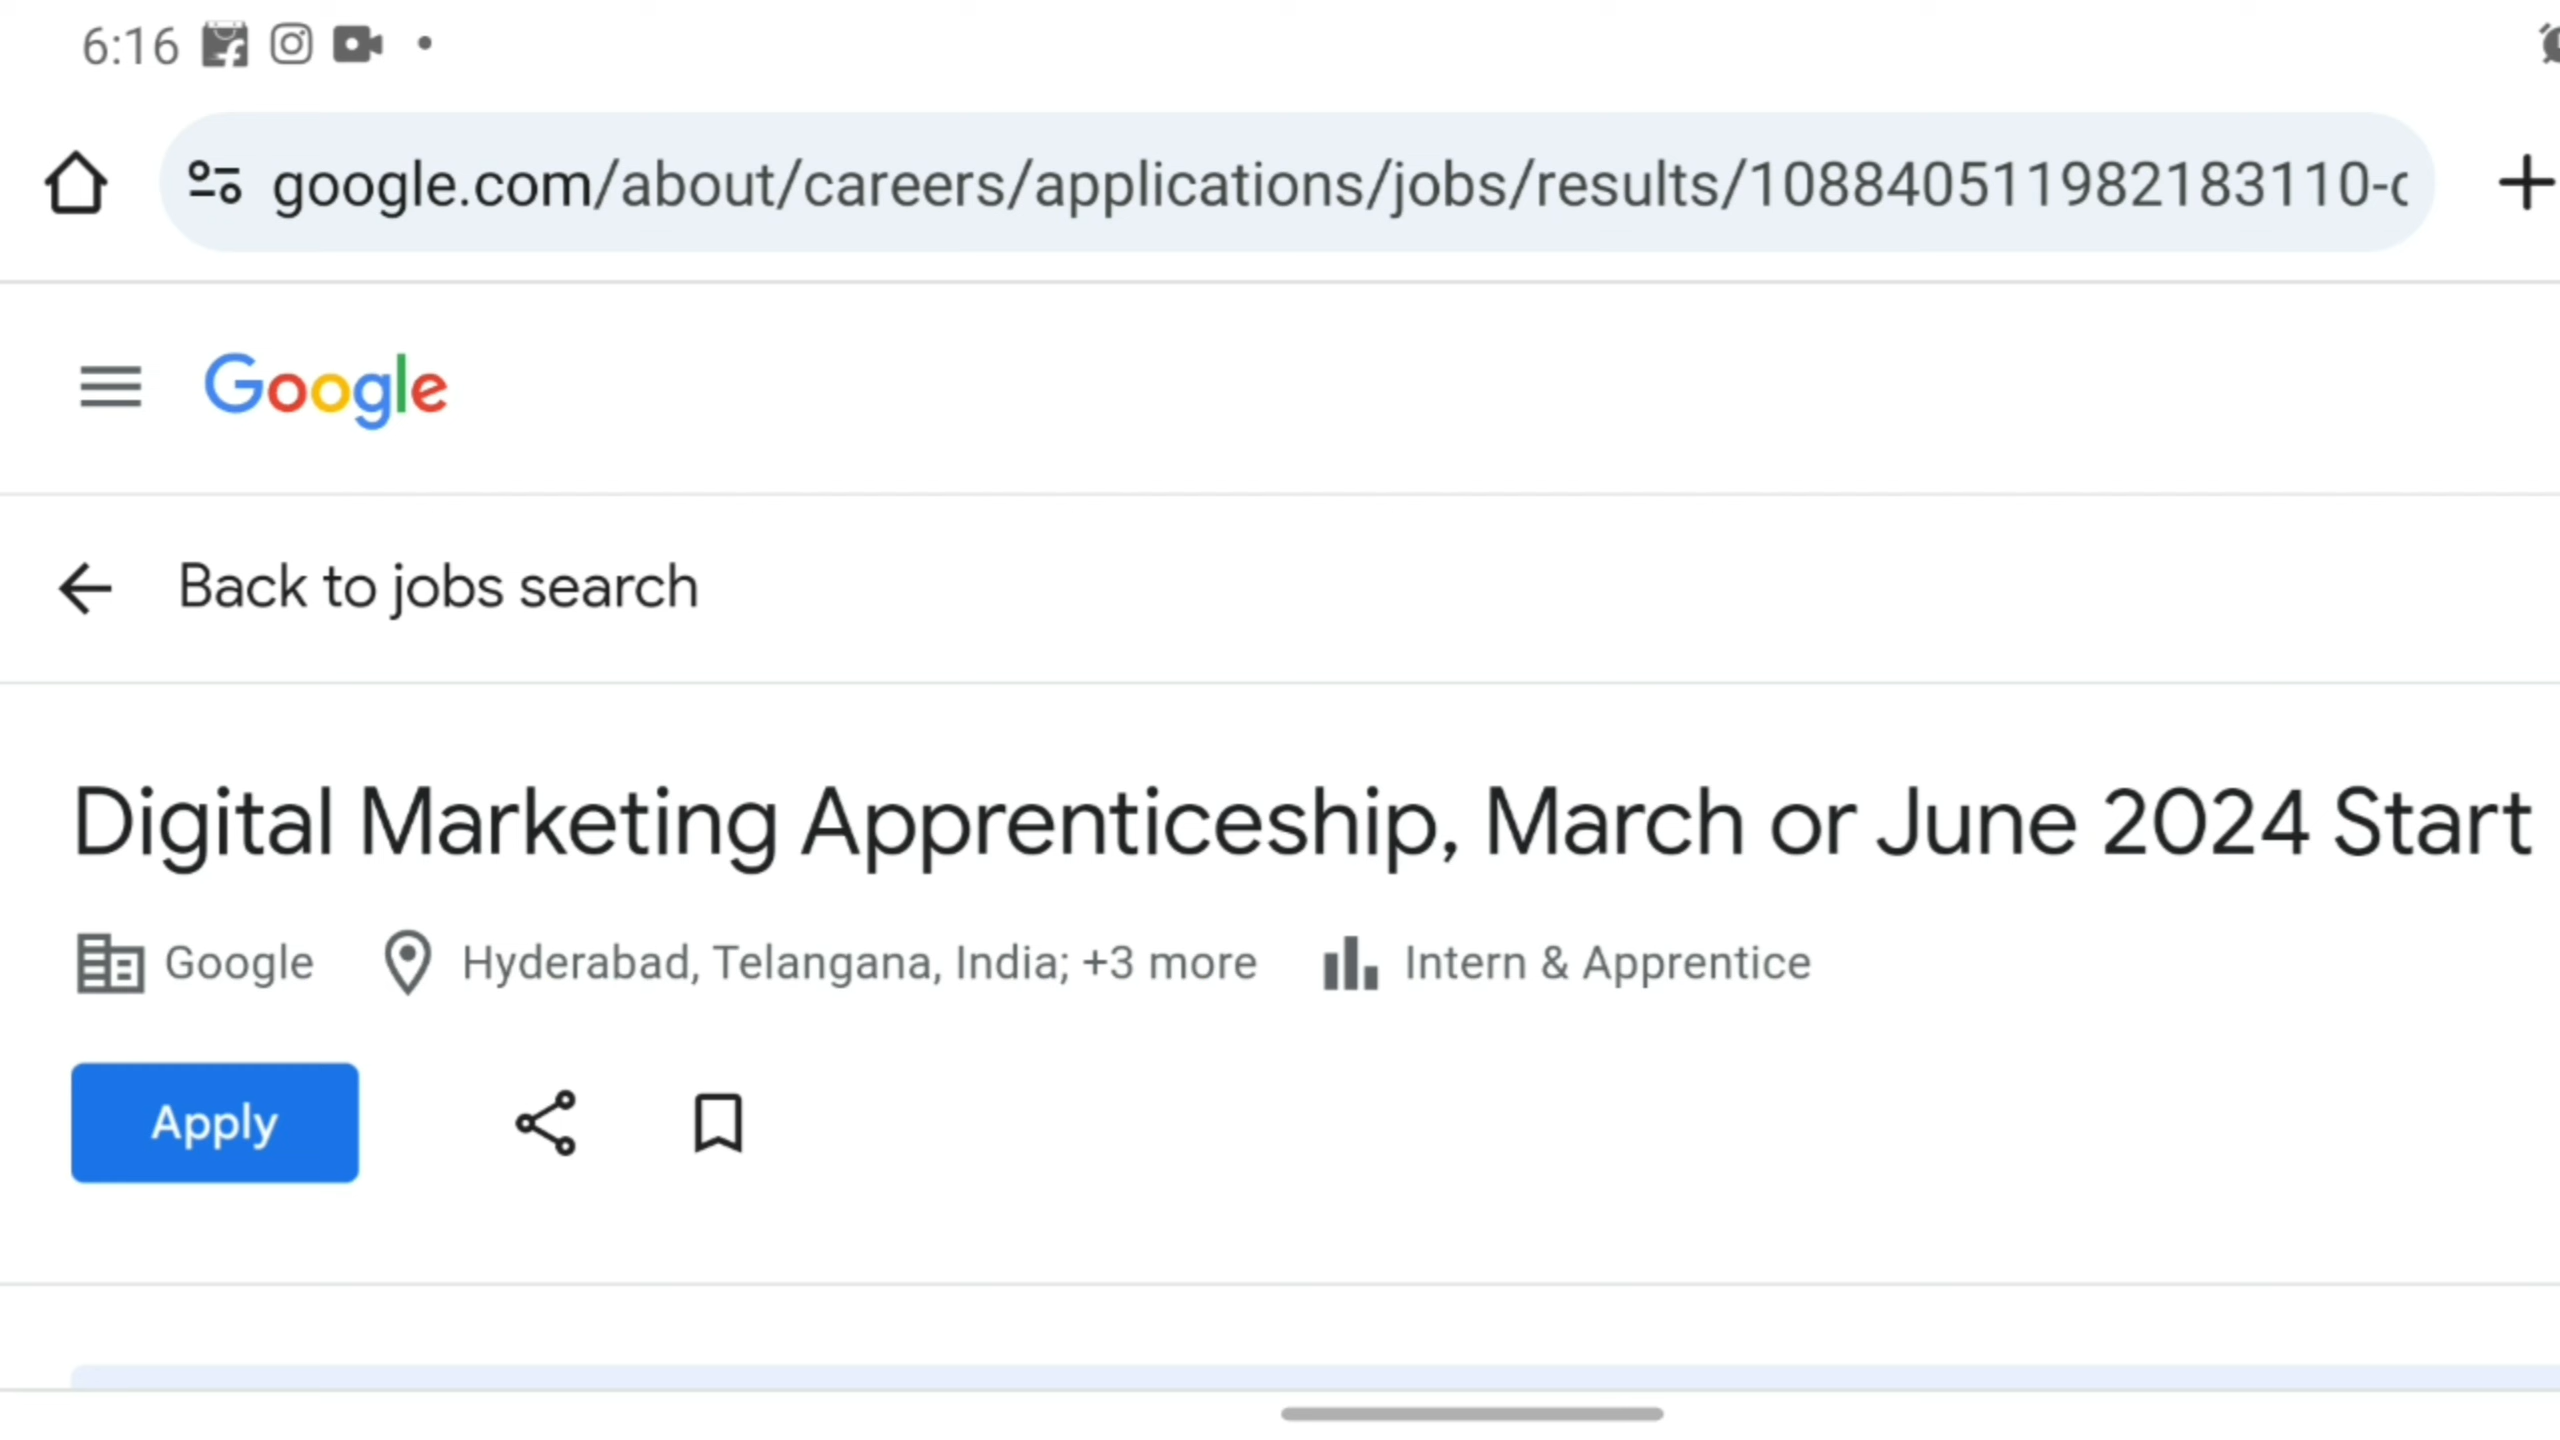 6:16
google.com/about/careers/applications/jobs/results/108840511982183110-
Google
Back to jobs search
Digital Marketing Apprenticeship, March or June 2024 Start
Google Hyderabad, Telangana, India; +3 more Intern & Apprentice
Apply